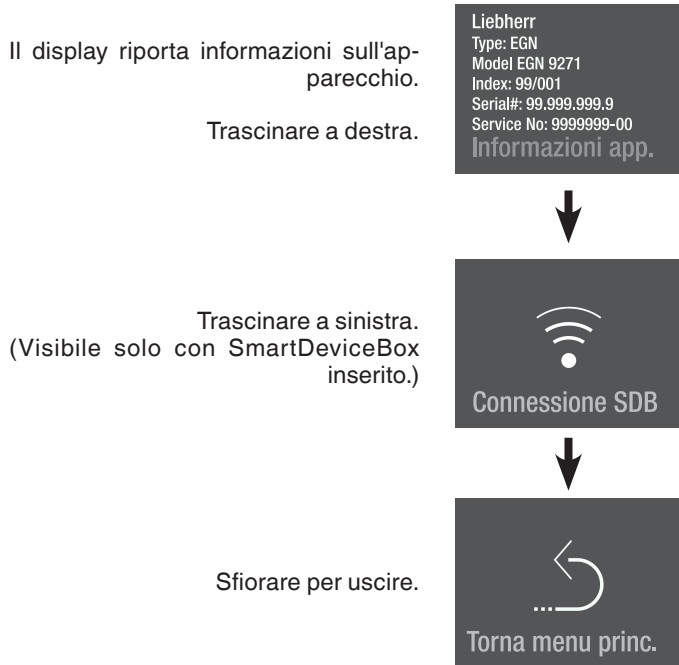 Il display riporta informazioni sull'ap-
parecchio.
Trascinare a destra.
Liebherr
Type: EGN
Model EGN 9271
Index: 99/001
Serial#: 99.999.999.9
Service No: 9999999-00
Informazioni app.
Trascinare a sinistra.
(Visibile solo con SmartDeviceBox
inserito.)
Connessione SDB
Sfiorare per uscire.
Torna menu princ.